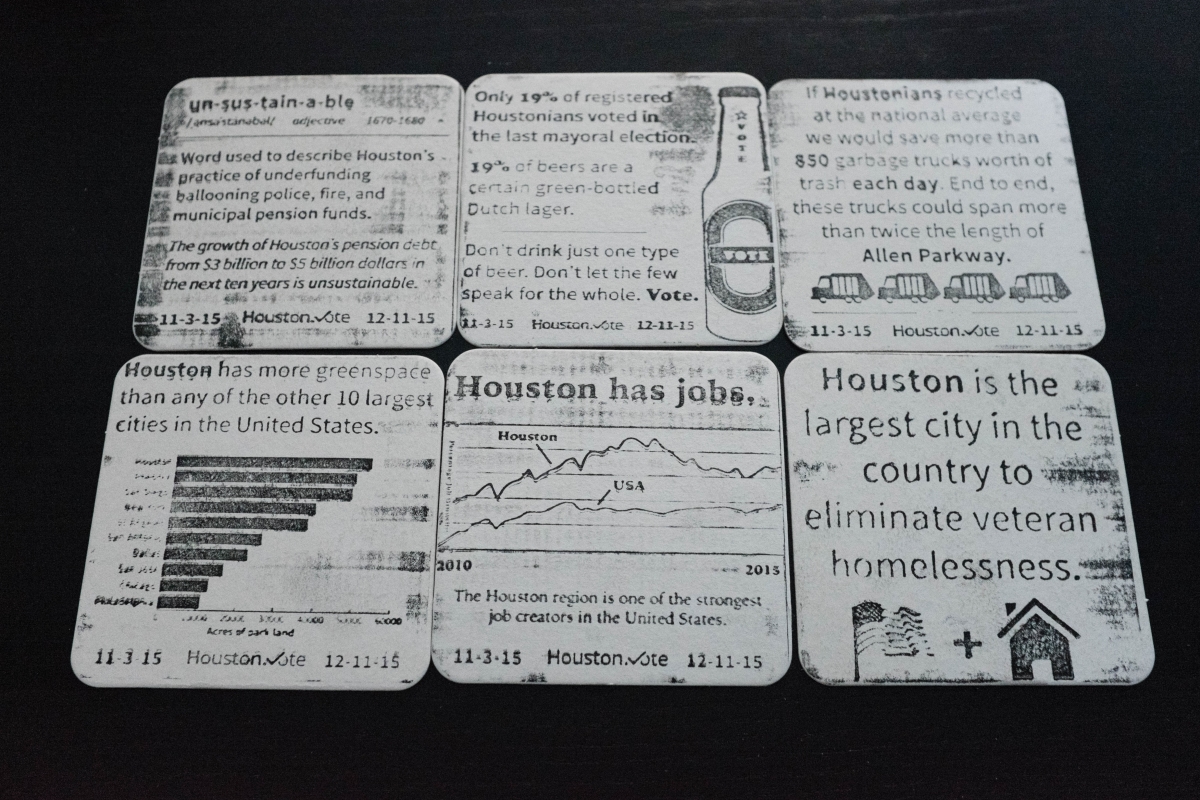 un-sus-tain-a-ble
adjective 1670-1680
Word used to describe Houston's
practice of underfunding
ballooning police, fire, and
municipal pension funds.
The growth of Houston's pension debt
from $3 billion to $5 billion dollars in
the next ten years is unsustainable.
11-3-15 Houston.Vote 12-11-15
Only 19% of registered
Houstonians voted in
the last mayoral election.
19% of beers are a
certain green-bottled
Dutch lager.
Don't drink just one type
of beer. Don't let the few
speak for the whole. Vote.
11-3-15 Houston.Vote 12-11-15
VOTE
VOTE
If Houstonians recycled
at the national average
we would save more than
850 garbage trucks worth of
trash each day. End to end,
these trucks could span more
than twice the length of
Allen Parkway.
11-3-15 Houston.Vote 12-11-15
Houston has more greenspace
than any of the other 10 largest
cities in the United States.
Houston
San Diego
Dallas
Chicago
40000 50000 60000
Acres of park land
11-3-15 Houston.Vote 12-11-15
Houston has jobs.
Houston
USA
2010 2015
The Houston region is one of the strongest
job creators in the United States.
11-3-15 Houston.Vote 12-11-15
Houston is the
largest city in the
country to
eliminate veteran
homelessness.
+